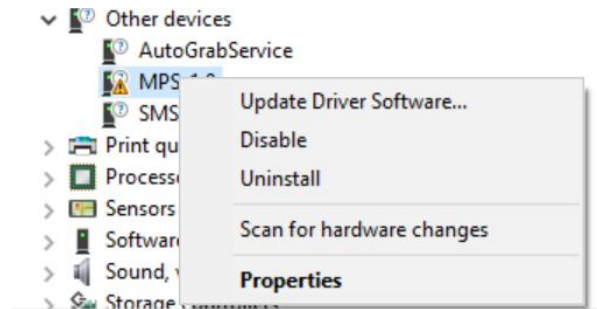 Other devices
AutoGrabService
MPS
SMS
Print qu
Process
Sensors
Softwar
Sound,
Storage
Update Driver Software...
Disable
Uninstall
Scan for hardware changes
Properties